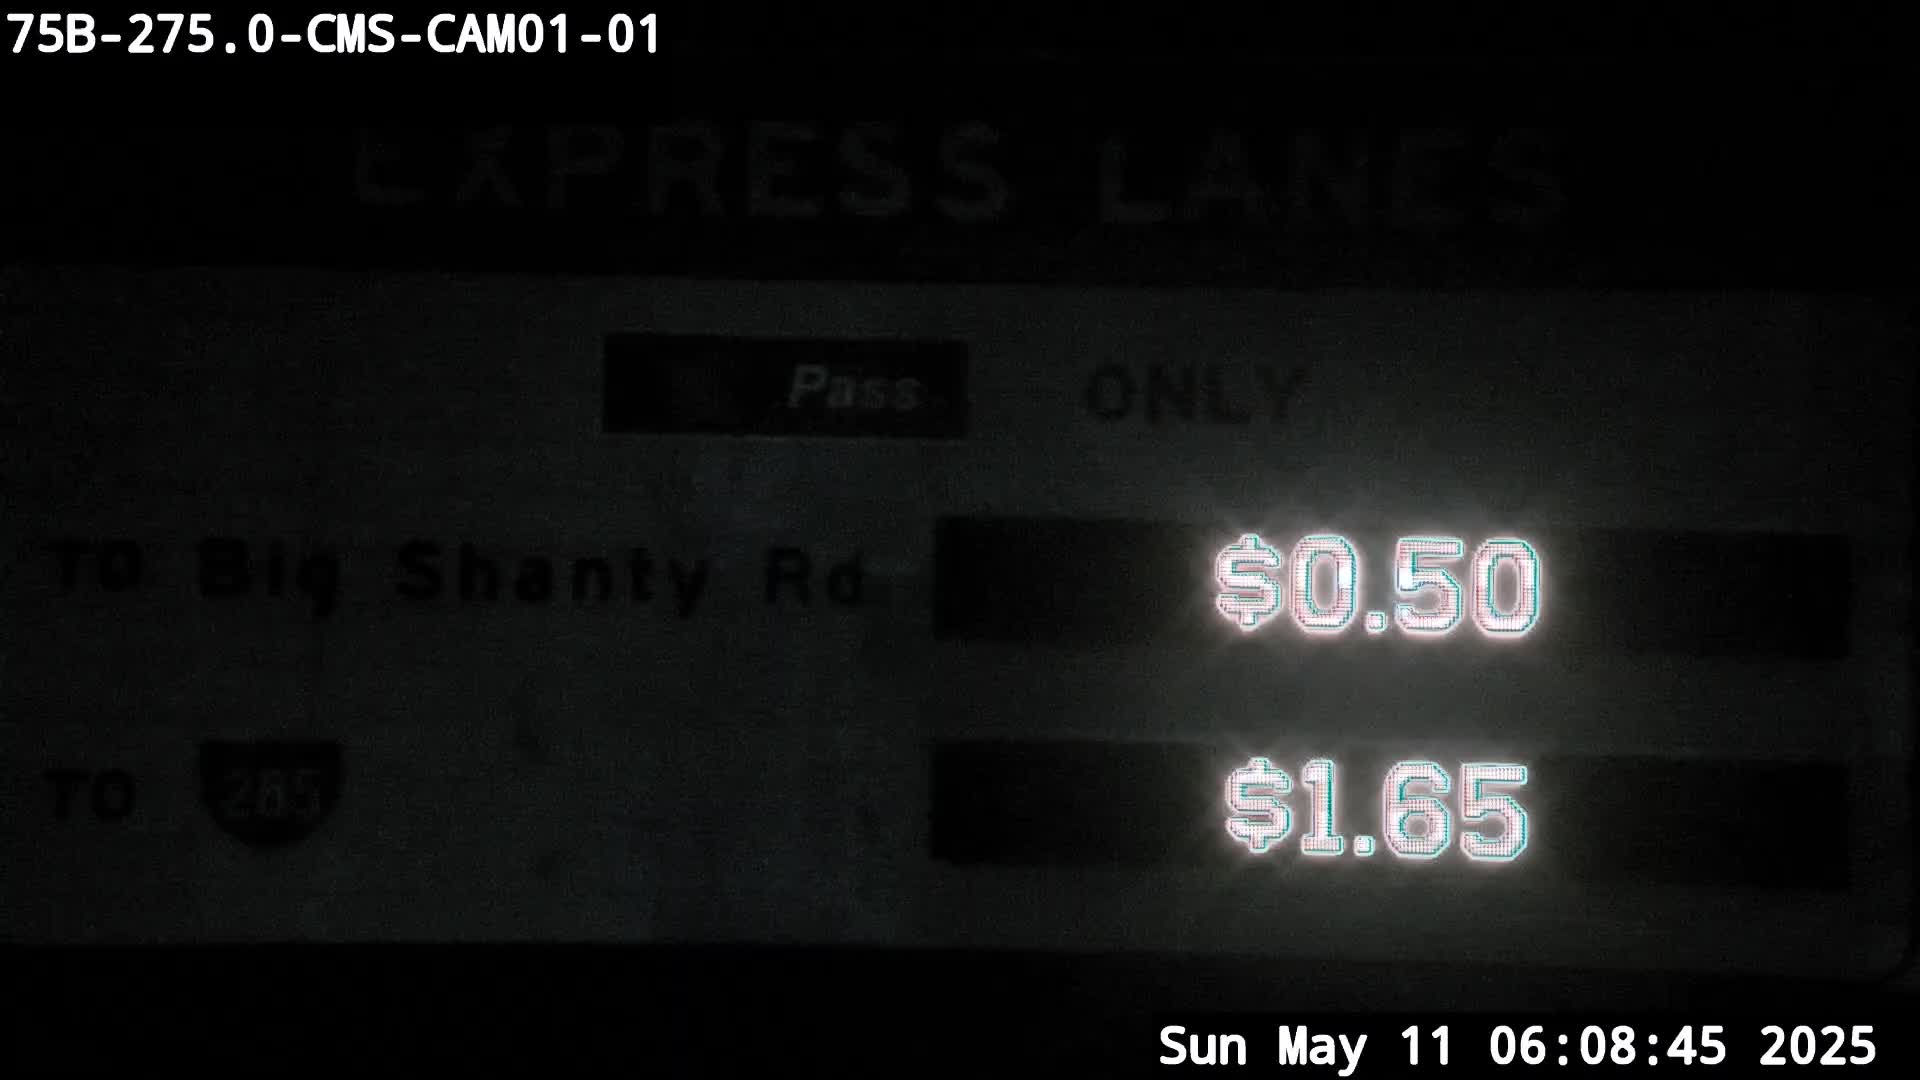 75B-275.0-CMS-CAM01-01
EXPRESS LANES
Pass ONLY
TO Big Shanty Rd $0.50
TO 285 $1.65
Sun May 11 06:08:45 2025